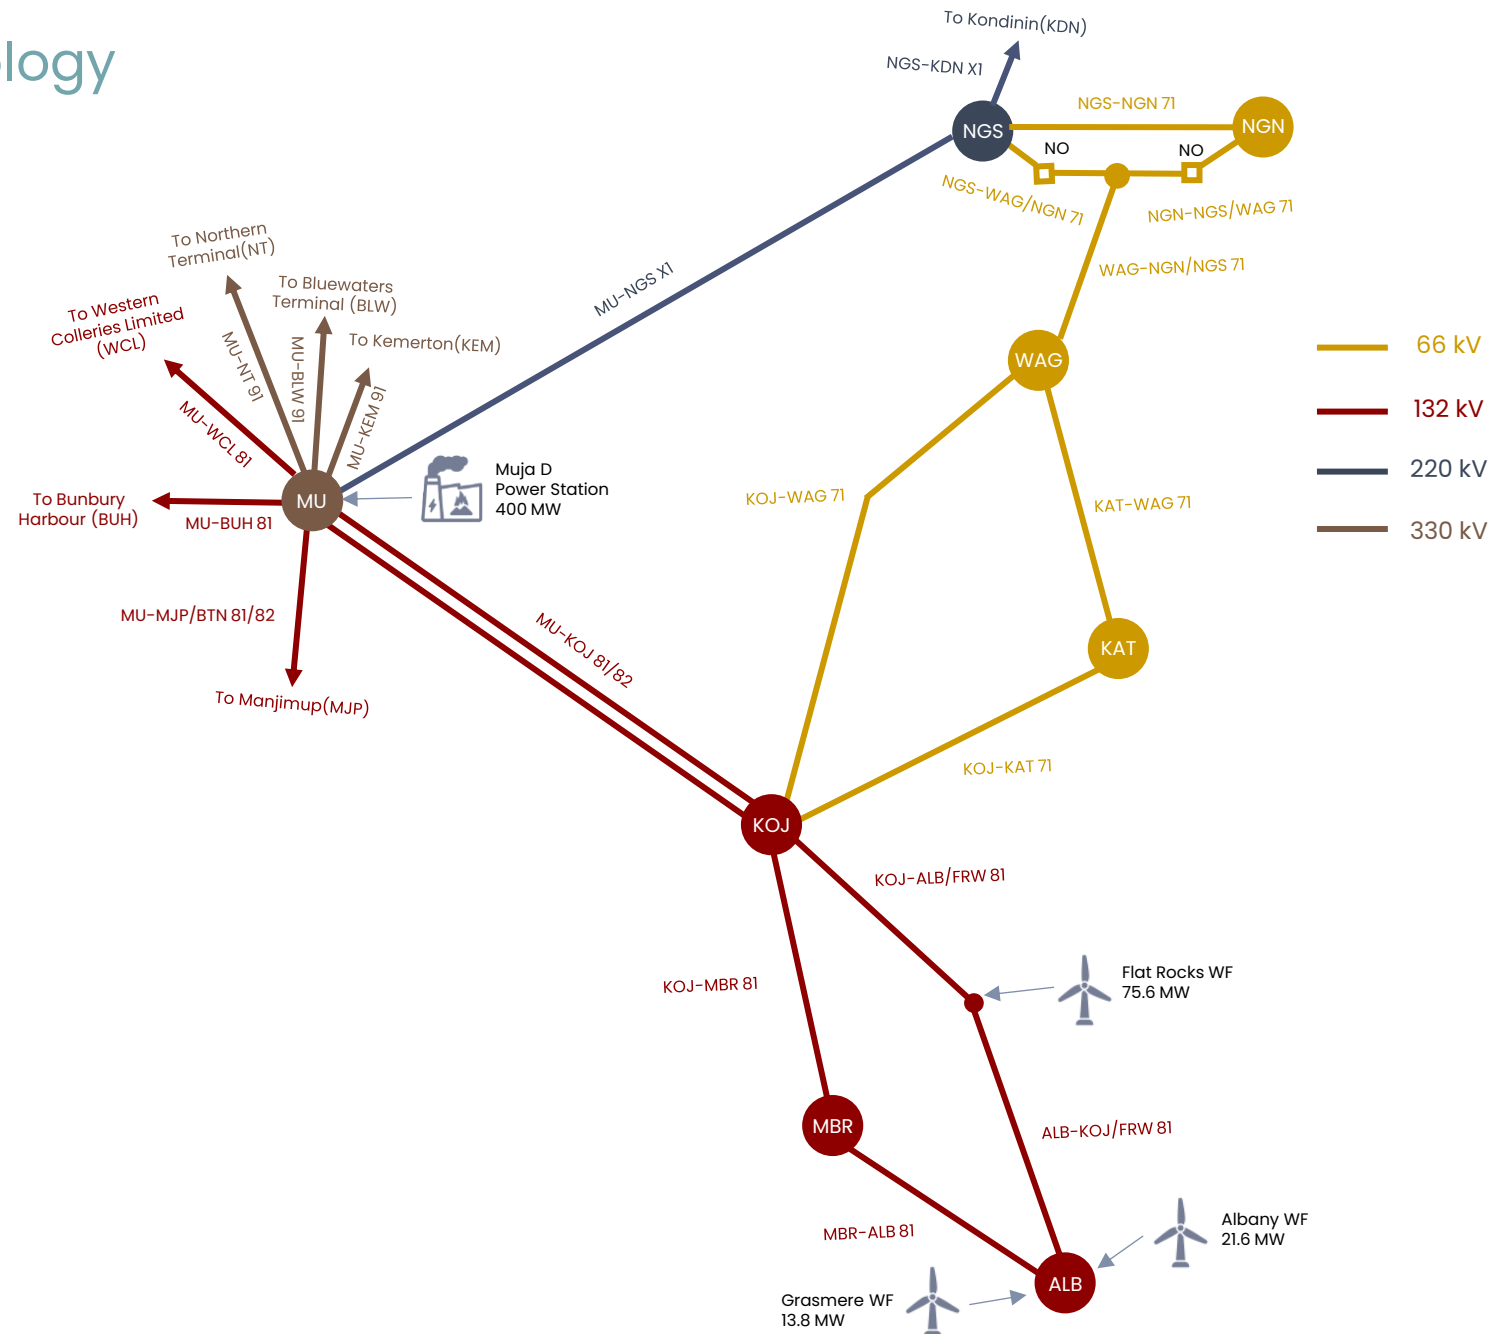 ology
To Kondinin(KDN)
NGS-KDN X1
NGS-NGN 71
NGS
NGN
NO
NO
NGS-WAG/NGN 71
NGN-NGS/WAG 71
WAG-NGN/NGS 71
MU-NGS X1
To Northern
Terminal(NT)
To Bluewaters
Terminal (BLW)
To Western
Colleries Limited
(WCL)
To Kemerton(KEM)
MU-NT 91
MU-BLW 91
MU-KEM 91
MU-WCL 81
WAG
66 kV
132 kV
220 kV
330 kV
Muja D
Power Station
400 MW
MU
To Bunbury
Harbour (BUH)
MU-BUH 81
KOJ-WAG 71
KAT-WAG 71
MU-MJP/BTN 81/82
MU-KOJ 81/82
KAT
To Manjimup(MJP)
KOJ-KAT 71
KOJ
KOJ-ALB/FRW 81
KOJ-MBR 81
Flat Rocks WF
75.6 MW
MBR
ALB-KOJ/FRW 81
MBR-ALB 81
Albany WF
21.6 MW
ALB
Grasmere WF
13.8 MW